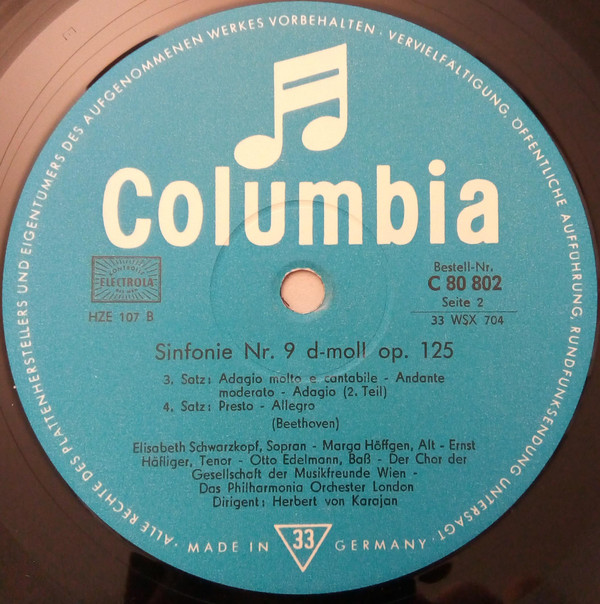 ALLE RECHTE DES PLATTENHERSTELLERS UND EIGENTÜMERS DES AUFGENOMMENEN WERKES VORBEHALTEN · VERVIELFÄLTIGUNG, ÖFFENTLICHE AUFFÜHRUNG, RUNDFUNKSENDUNG UNTERSAGT ·
Columbia
ELECTROLA
HZE 107 B
Bestell-Nr.
C 80 802
Seite 2
33 WSX 704
Sinfonie Nr. 9 d-moll op. 125
3. Satz: Adagio molto e cantabile - Andante
moderato - Adagio (2. Teil)
4. Satz: Presto - Allegro
(Beethoven)
Elisabeth Schwarzkopf, Sopran - Marga Höffgen, Alt - Ernst
Häfliger, Tenor - Otto Edelmann, Baß - Der Chor der
Gesellschaft der Musikfreunde Wien -
Das Philharmonia Orchester London
Dirigent: Herbert von Karajan
MADE IN 33 GERMANY